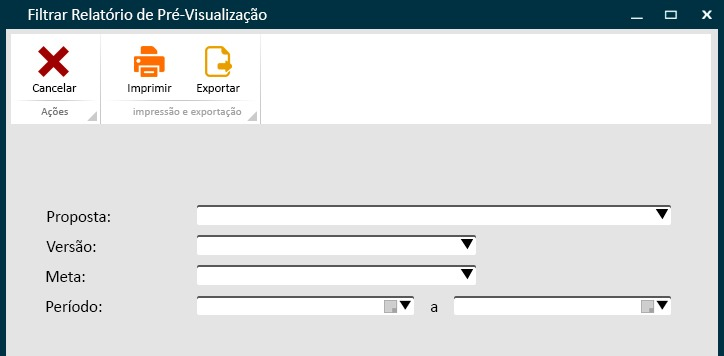 Filtrar Relatório de Pré-Visualização
Cancelar Imprimir Exportar
Ações impressão e exportação
Proposta:
Versão:
Meta:
Período: a